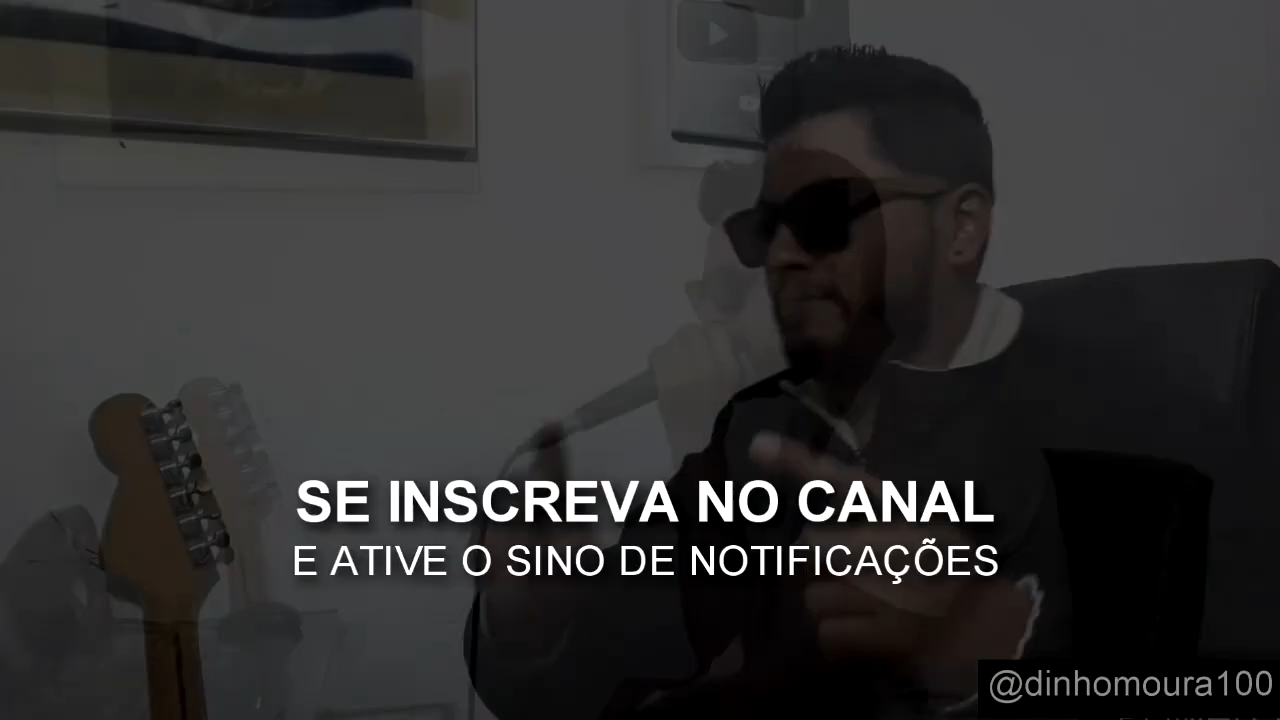 SE INSCREVA NO CANAL
E ATIVE O SINO DE NOTIFICAÇÕES
@dinhomoura100